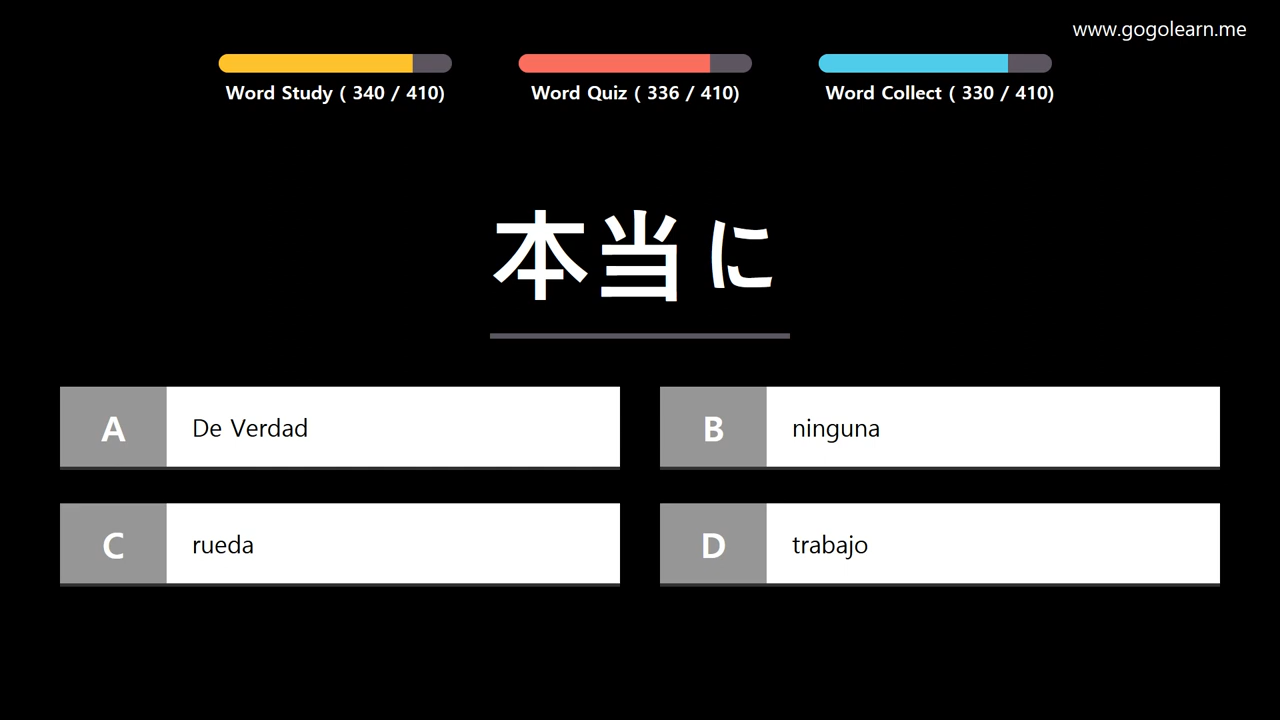 www.gogolearn.me
Word Study ( 340 / 410)
Word Quiz ( 336 / 410)
Word Collect ( 330 / 410)
本当に
A De Verdad
B ninguna
C rueda
D trabajo